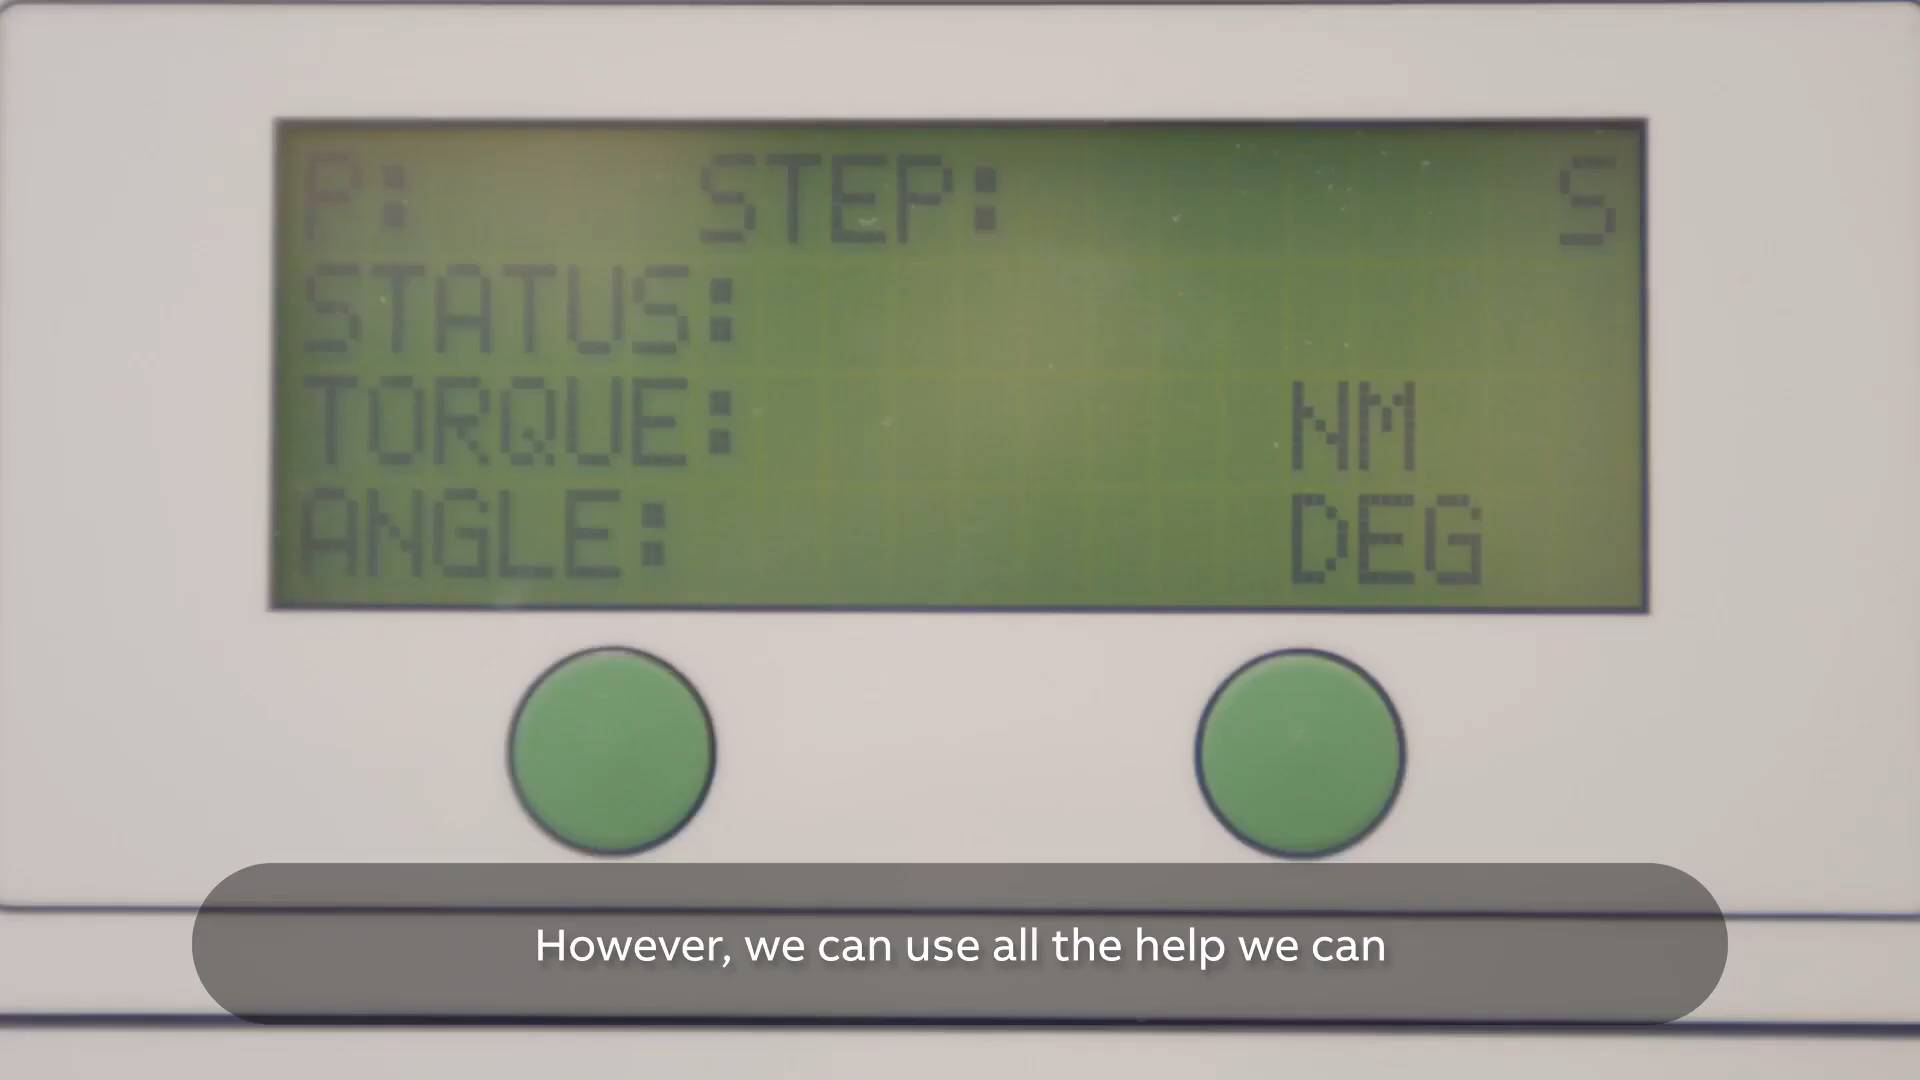 P: STEP: S
STATUS:
TORQUE: NM
ANGLE: DEG
However, we can use all the help we can